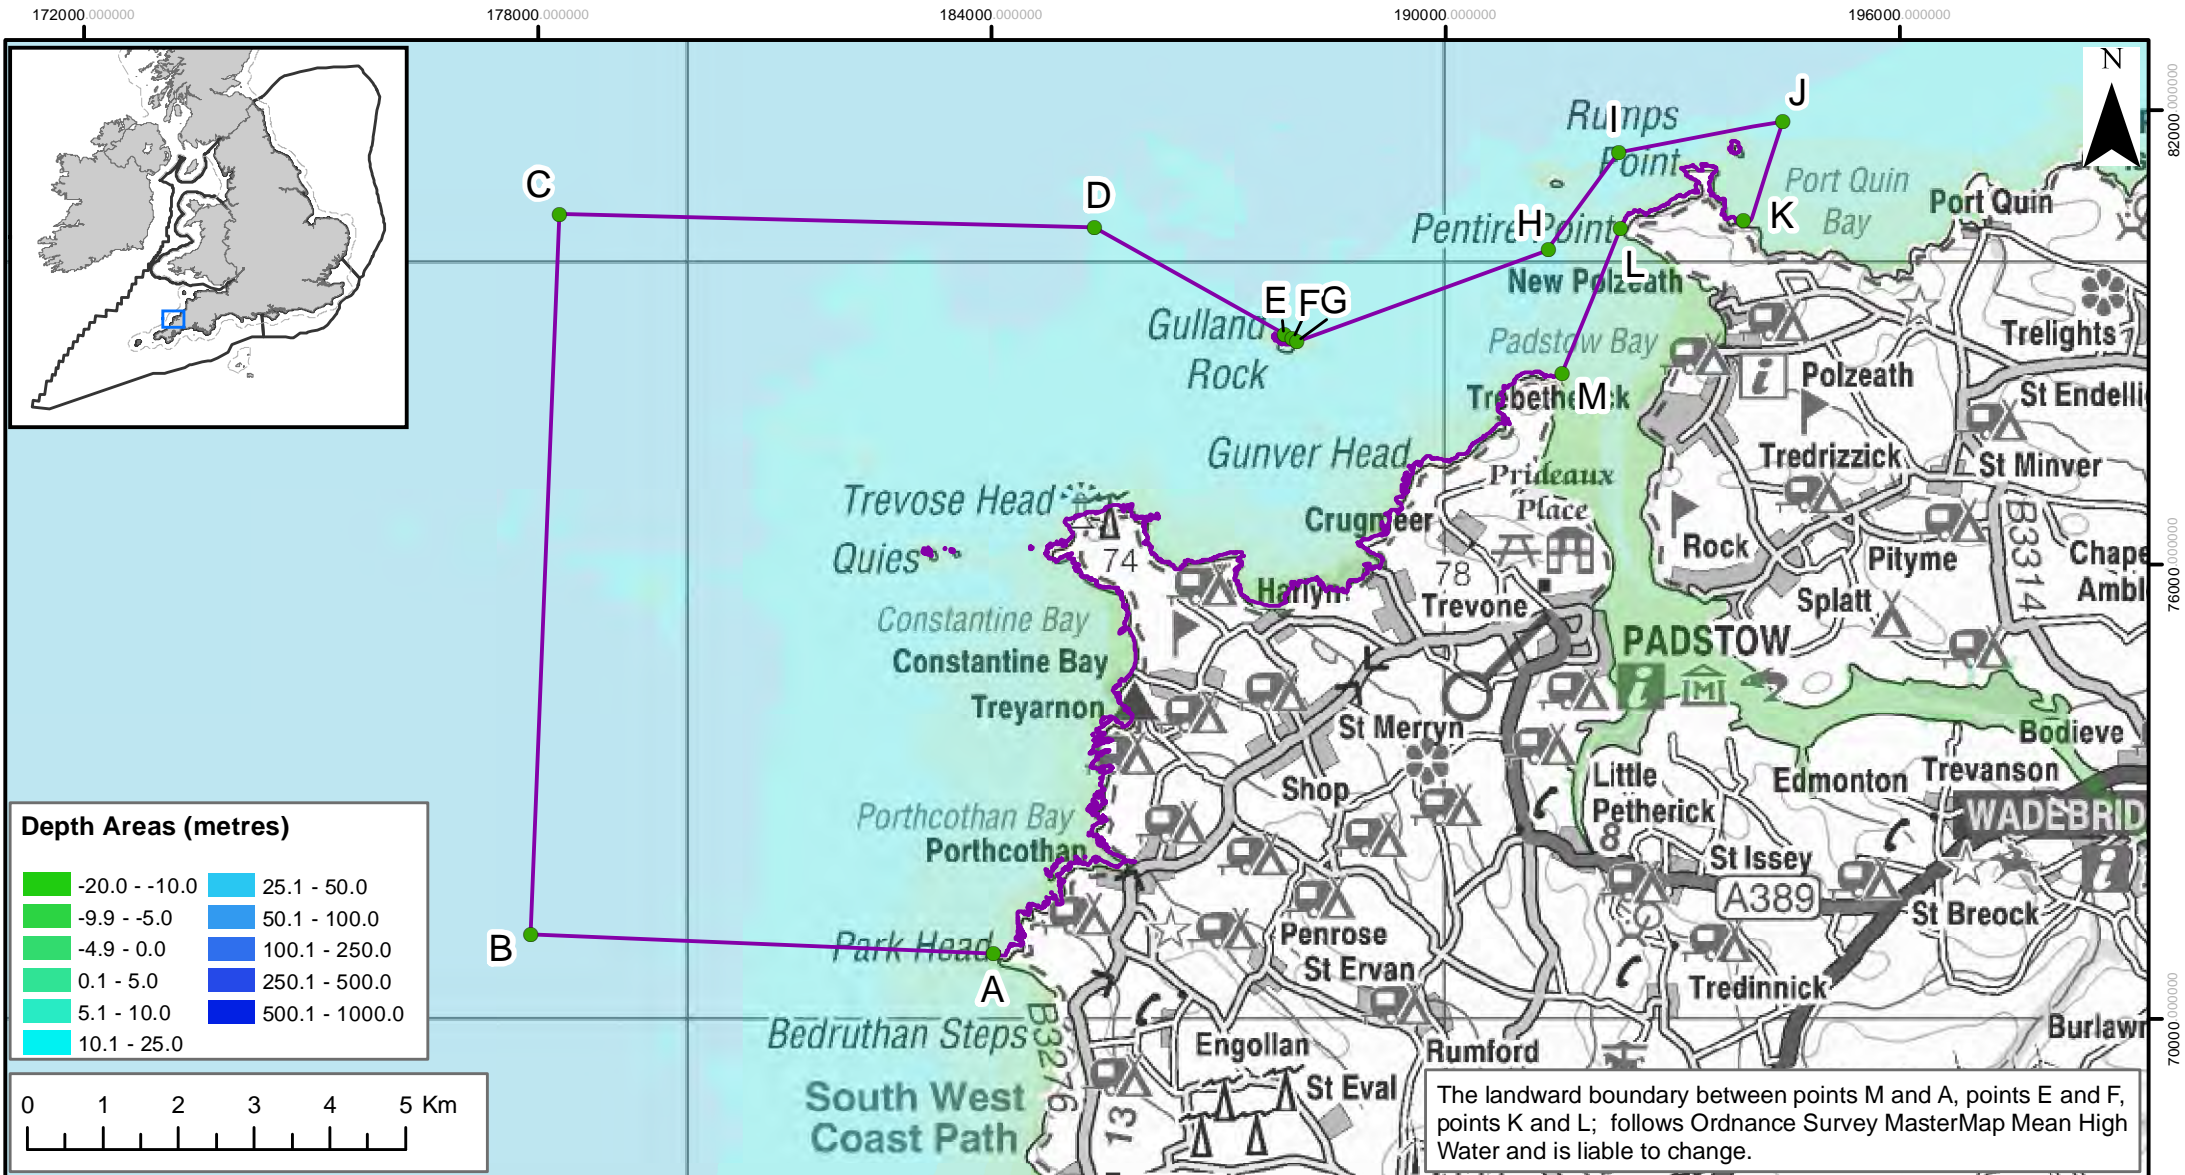 172000.000000
178000.000000
184000.000000
190000.000000
196000.000000
N
82000.000000
76000.000000
70000.000000
J
I
Rumps
Point
C
D
H
K
L
Port Quin
Bay
Port Quin
Pentire Point
New Polzeath
E
F
G
Gulland
Rock
Padstow Bay
Trelights
Polzeath
M
Trebetherick
St Endelli
Gunver Head
Prideaux
Place
Tredrizzick
St Minver
Trevose Head
Crugmeer
B3314
Quies
74
78
Rock
Pityme
Chape
Ambl
Harlyn
Trevone
Splatt
Constantine Bay
Constantine Bay
PADSTOW
Treyarnon
St Merryn
Bodieve
Shop
Little
Petherick
Edmonton
Trevanson
WADEBRID
Porthcothan Bay
Porthcothan
8
St Issey
A389
St Breock
B
Park Head
A
Penrose
St Ervan
Tredinnick
Bedruthan Steps
B3276
Engollan
Rumford
Burlawn
St Eval
13
South West
Coast Path
Depth Areas (metres)
-20.0 - -10.0
-9.9 - -5.0
-4.9 - 0.0
0.1 - 5.0
5.1 - 10.0
10.1 - 25.0
25.1 - 50.0
50.1 - 100.0
100.1 - 250.0
250.1 - 500.0
500.1 - 1000.0
0 1 2 3 4 5 Km
The landward boundary between points M and A, points E and F,
points K and L; follows Ordnance Survey MasterMap Mean High
Water and is liable to change.